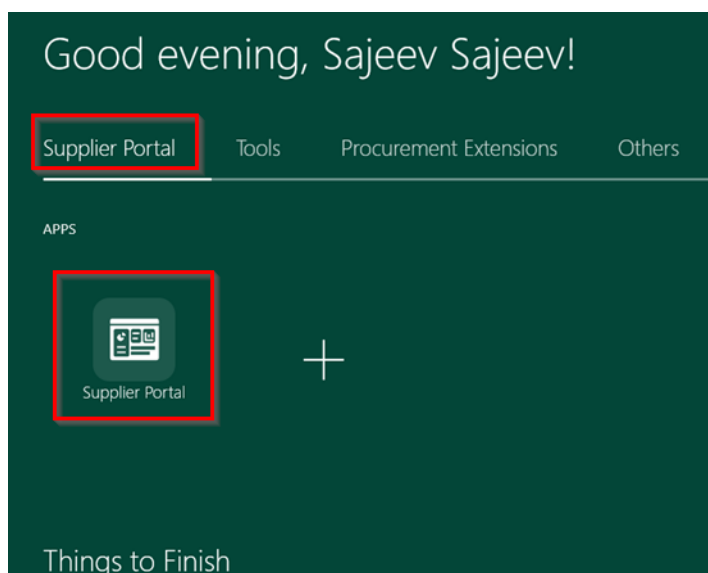 Good evening, Sajeev Sajeev!
Supplier Portal Tools Procurement Extensions Others
APPS
Supplier Portal
Things to Finish